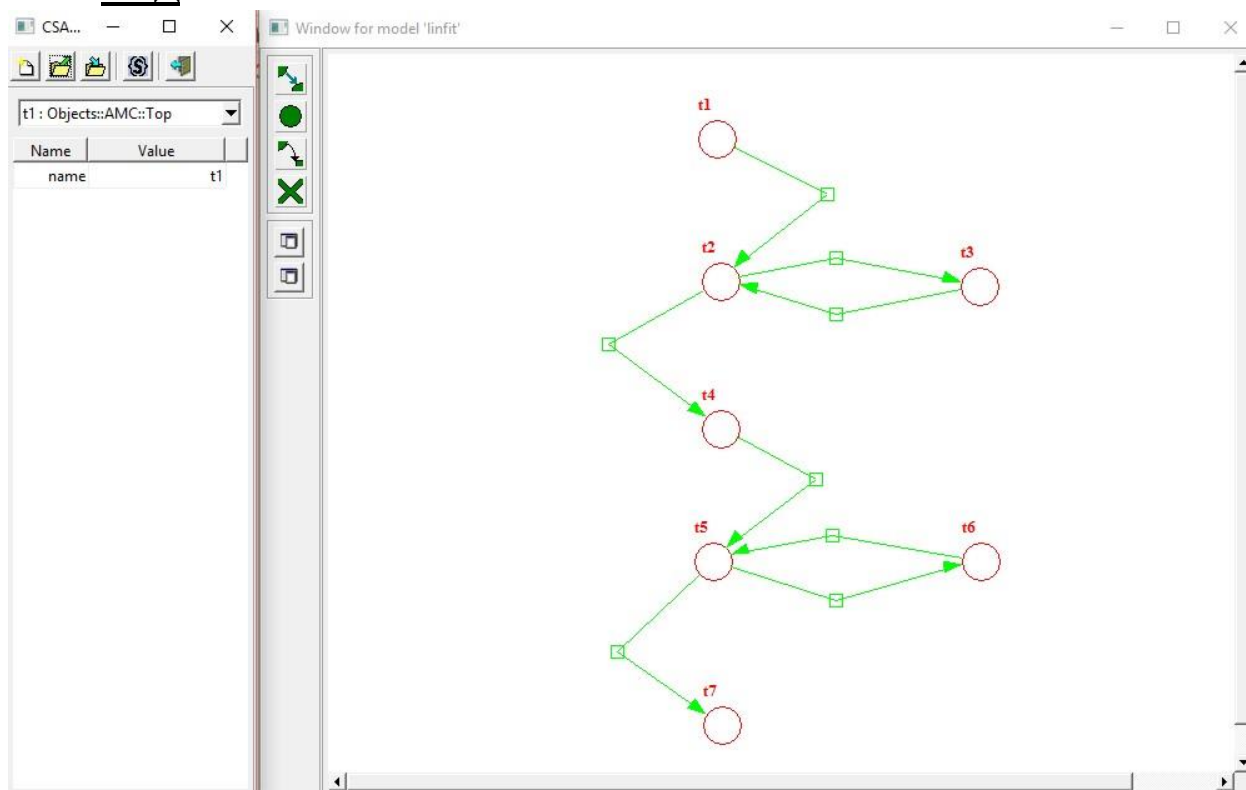 CSA...
Window for model 'linfit'
t1 : Objects::AMC::Top
Name Value
name t1
t1
t2
t3
t4
t5
t6
t7